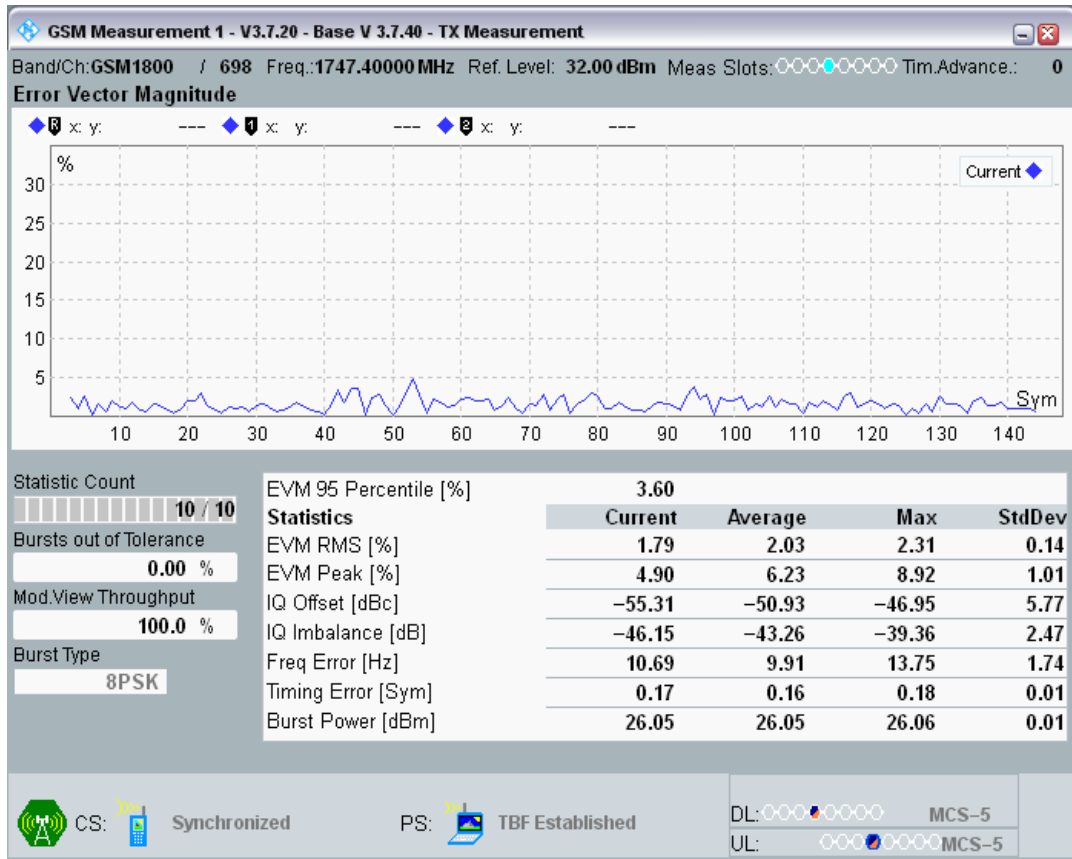 GSM Measurement 1 - V3.7.20 - Base V 3.7.40 - TX Measurement
Band/Ch:GSM1800 / 698 Freq.:1747.40000MHz Ref. Level: 32.00 dBm Meas Slots: Tim.Advance.: 0
Error Vector Magnitude
R x: y: --- 1 x: y: --- 2 x: y: ---
%
Current
30
25
20
15
10
5
Sym
10 20 30 40 50 60 70 80 90 100 110 120 130 140
Statistic Count
10 / 10
Bursts out of Tolerance
0.00 %
Mod.View Throughput
100.0 %
Burst Type
8PSK
EVM 95 Percentile [%] 3.60
Statistics Current Average Max StdDev
EVM RMS [%] 1.79 2.03 2.31 0.14
EVM Peak [%] 4.90 6.23 8.92 1.01
IQ Offset [dBc] −55.31 −50.93 −46.95 5.77
IQ Imbalance [dB] −46.15 −43.26 −39.36 2.47
Freq Error [Hz] 10.69 9.91 13.75 1.74
Timing Error [Sym] 0.17 0.16 0.18 0.01
Burst Power [dBm] 26.05 26.05 26.06 0.01
CS: Synchronized PS: TBF Established
DL: MCS−5
UL: MCS−5